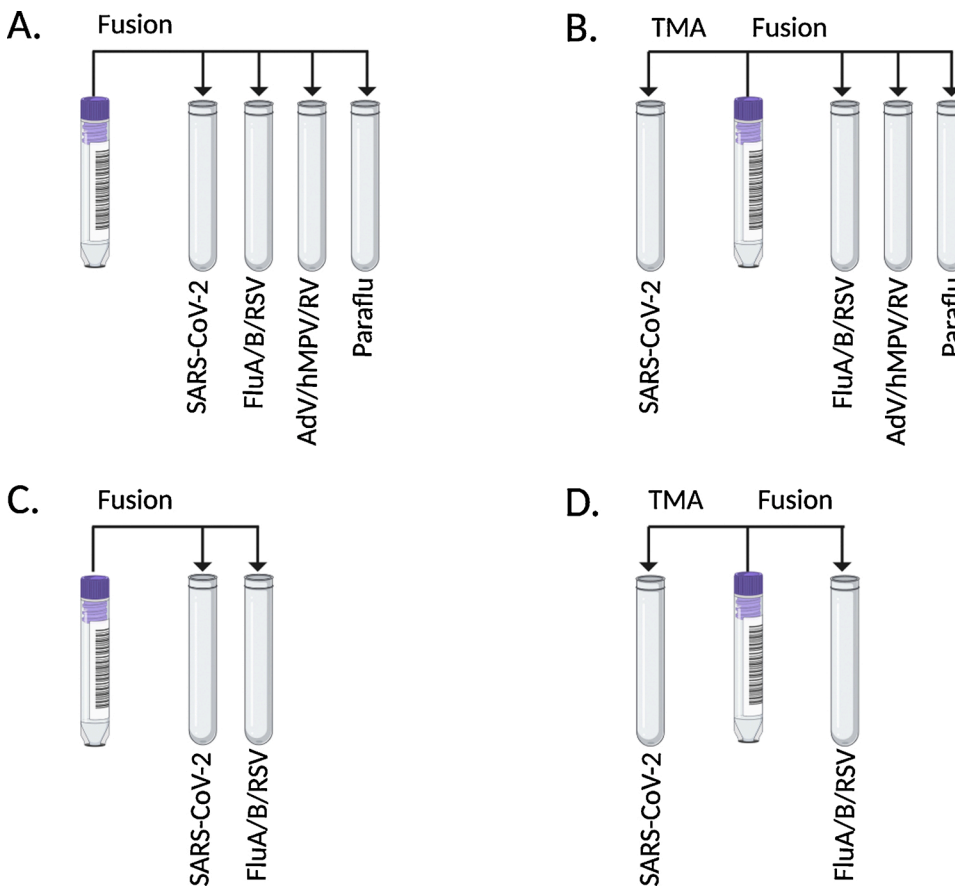 A.
Fusion
SARS-CoV-2
FluA/B/RSV
AdV/hMPV/RV
Paraflu
B.
TMA Fusion
SARS-CoV-2
FluA/B/RSV
AdV/hMPV/RV
Paraflu
C.
Fusion
SARS-CoV-2
FluA/B/RSV
D.
TMA Fusion
SARS-CoV-2
FluA/B/RSV